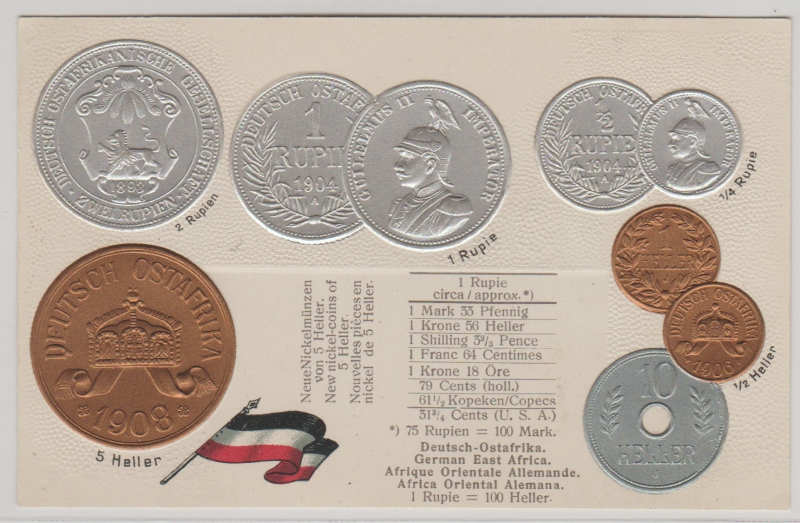 DEUTSCH OSTAFRIKANISCHE GESELLSCHAFT
1893
ZWEI RUPIEN
2 Rupien
DEUTSCH OSTAFRIKA
1
RUPIE
1904
A
GUILELMUS II IMPERATOR
1 Rupie
DEUTSCH OSTAFRIKA
1/2
RUPIE
1904
A
GUILELMUS II IMPERATOR
1/4 Rupie
DEUTSCH OSTAFRIKA
1908
5 Heller
Neue Nickelmünzen
von 5 Heller.
New nickel-coins of
5 Heller.
Nouvelles pièces en
nickel de 5 Heller.
1 Rupie
circa / approx.*)
1 Mark 33 Pfennig
1 Krone 56 Heller
1 Shilling 5 2/3 Pence
1 Franc 64 Centimes
1 Krone 18 Öre
79 Cents (holl.)
61 1/2 Kopeken/Copecs
31 3/4 Cents (U. S. A.)
*) 75 Rupien = 100 Mark.
Deutsch-Ostafrika.
German East Africa.
Afrique Orientale Allemande.
Africa Oriental Alemana.
1 Rupie = 100 Heller.
1
HELLER
1906
1/2 Heller
10
HELLER
J